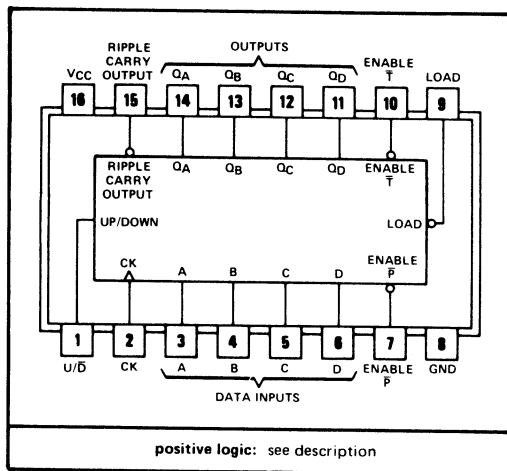 OUTPUTS
RIPPLE CARRY OUTPUT
ENABLE T̅
VCC QA QB QC QD LOAD
16 15 14 13 12 11 10 9
RIPPLE CARRY OUTPUT QA QB QC QD ENABLE T̅
UP/DOWN LOAD
CK A B C D ENABLE P̅
1 2 3 4 5 6 7 8
U/D̅ CK A B C D ENABLE P̅ GND
DATA INPUTS
positive logic: see description